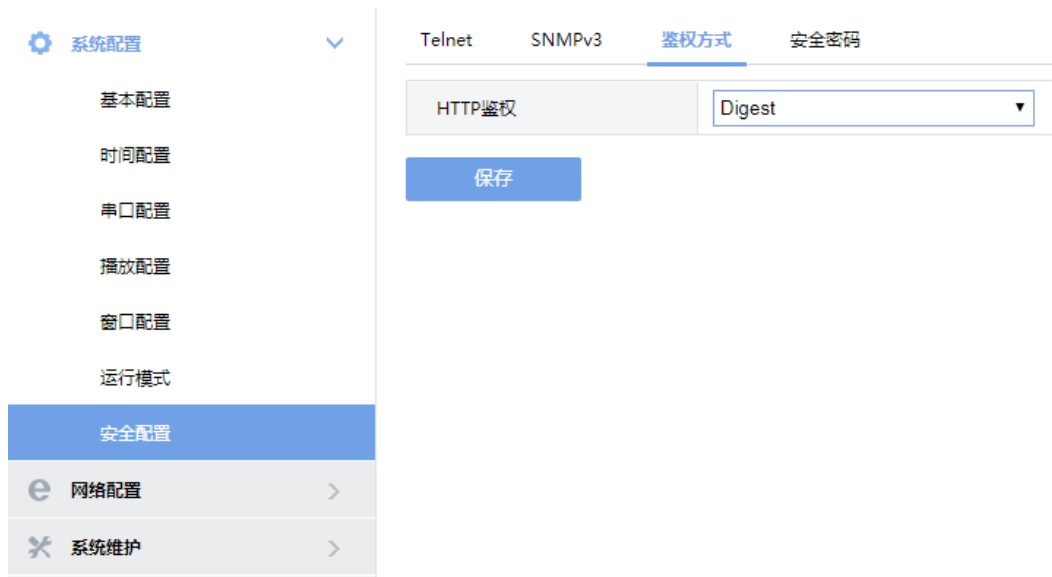 系统配置
基本配置
时间配置
串口配置
播放配置
窗口配置
运行模式
安全配置
网络配置
系统维护
Telnet SNMPv3 鉴权方式 安全密码
HTTP鉴权 Digest
保存